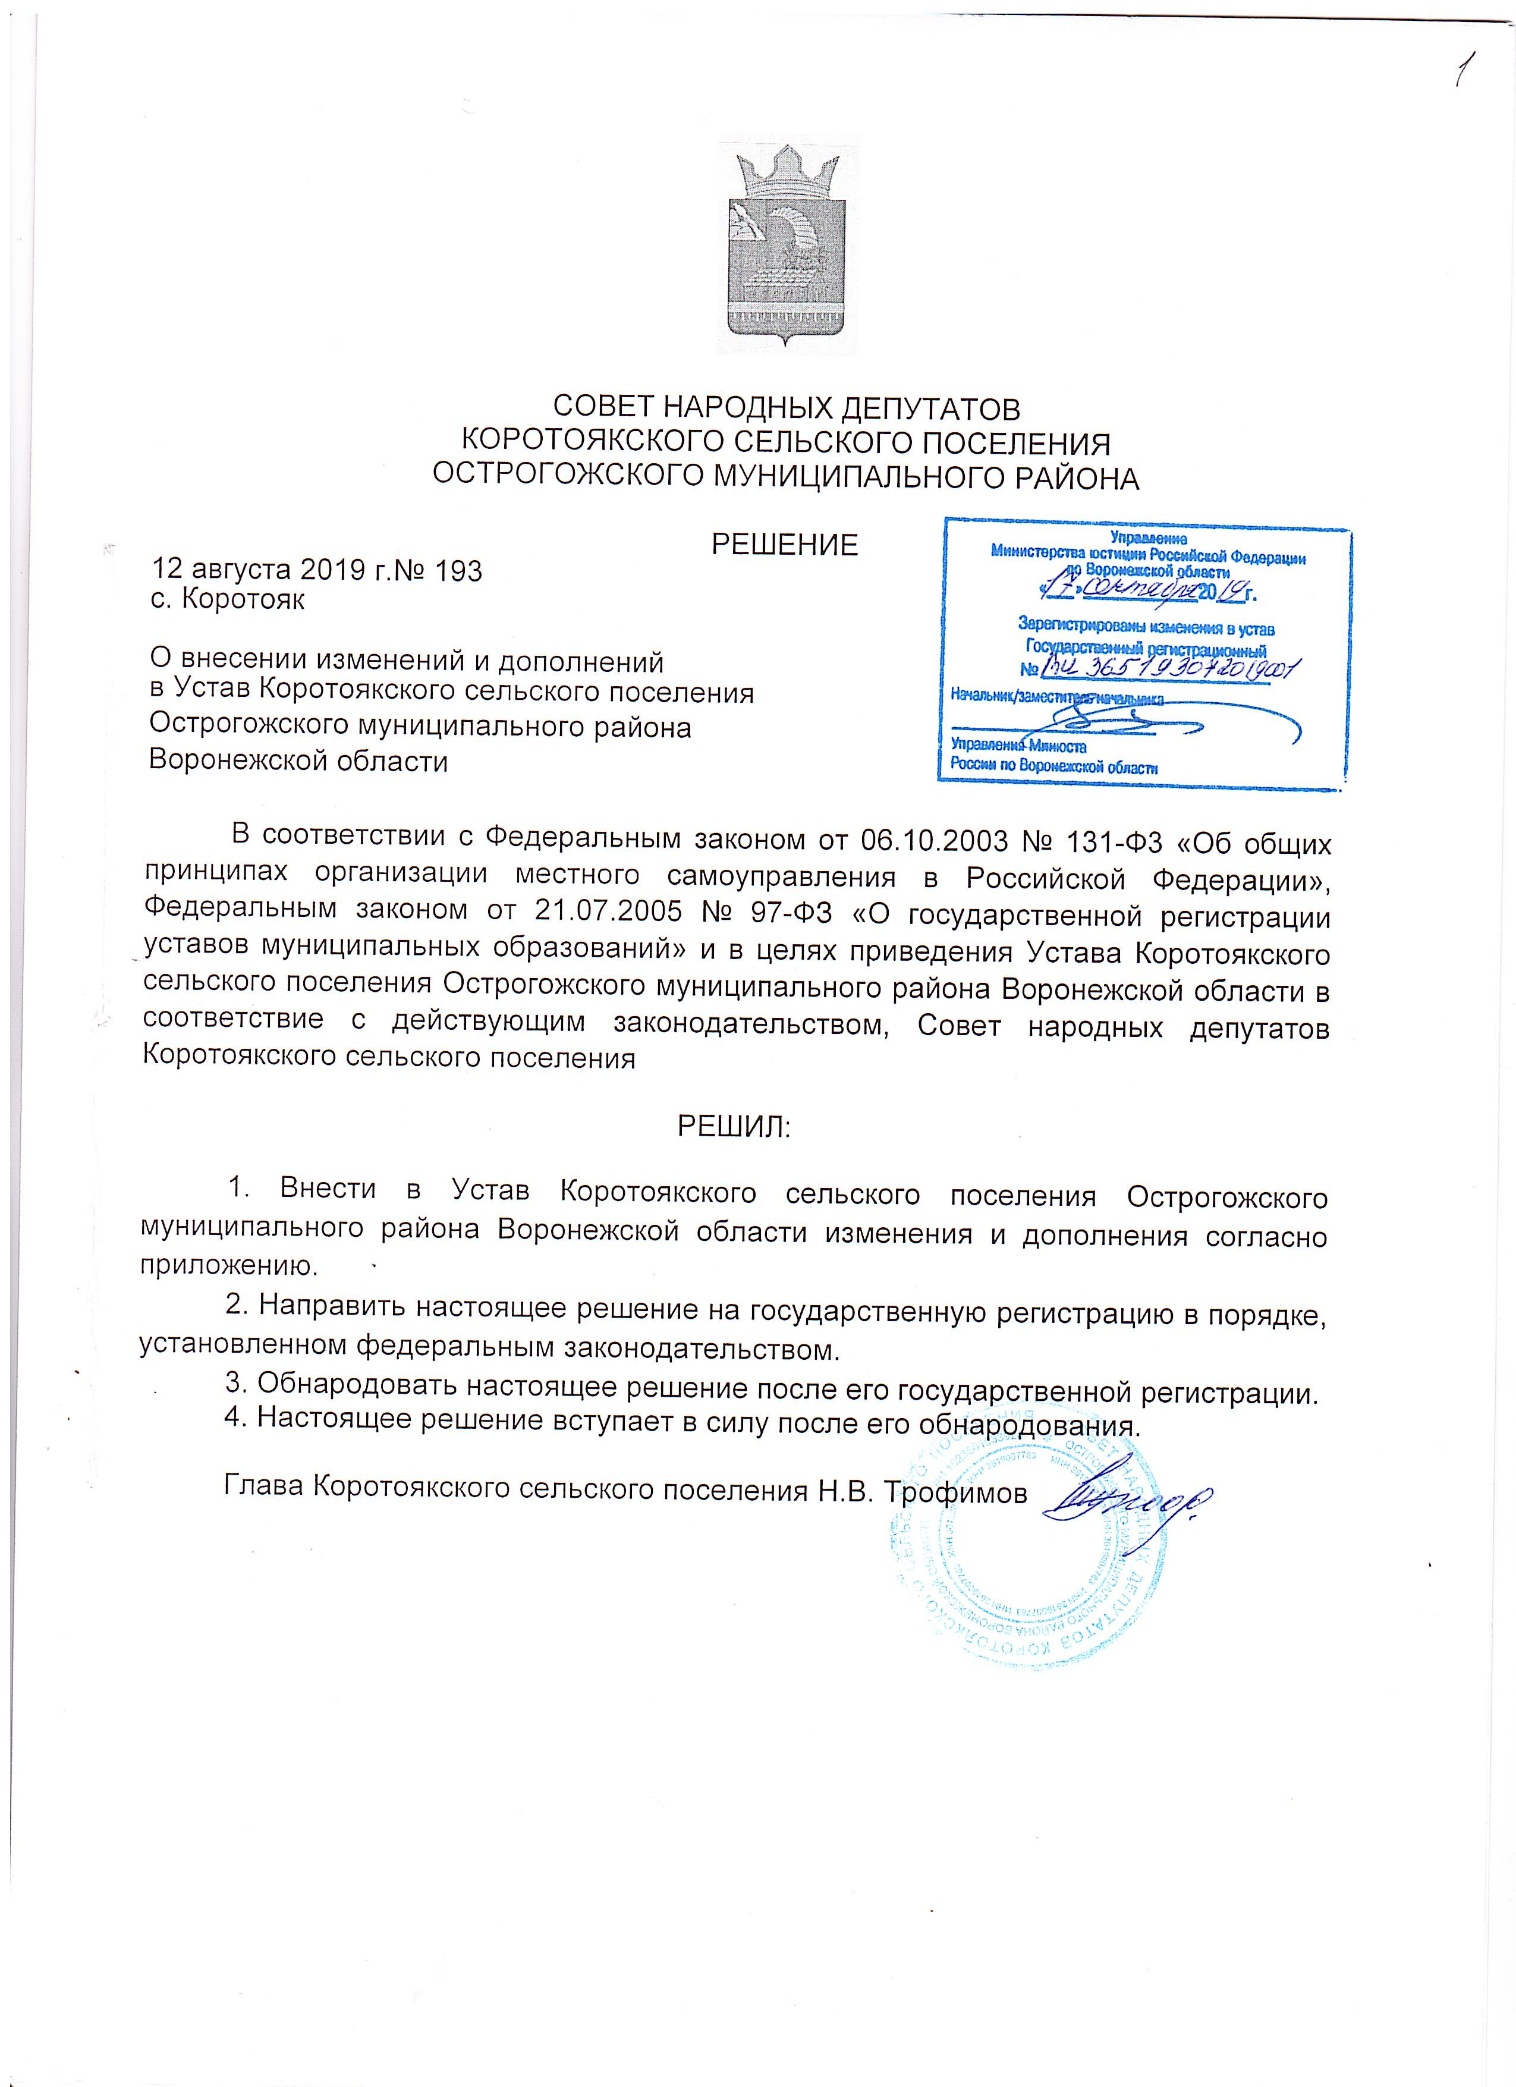 1
СОВЕТ НАРОДНЫХ ДЕПУТАТОВ
КОРОТОЯКСКОГО СЕЛЬСКОГО ПОСЕЛЕНИЯ
ОСТРОГОЖСКОГО МУНИЦИПАЛЬНОГО РАЙОНА
РЕШЕНИЕ
12 августа 2019 г.№ 193
с. Коротояк
Управление
Министерства юстиции Российской Федерации
по Воронежской области
«17» сентября 2019 г.
Зарегистрированы изменения в устав
Государственный регистрационный
№ RU 365193072019001
Начальник/заместитель начальника
Управления Минюста
России по Воронежской области
О внесении изменений и дополнений
в Устав Коротоякского сельского поселения
Острогожского муниципального района
Воронежской области
В соответствии с Федеральным законом от 06.10.2003 № 131-ФЗ «Об общих
принципах организации местного самоуправления в Российской Федерации»,
Федеральным законом от 21.07.2005 № 97-ФЗ «О государственной регистрации
уставов муниципальных образований» и в целях приведения Устава Коротоякского
сельского поселения Острогожского муниципального района Воронежской области в
соответствие с действующим законодательством, Совет народных депутатов
Коротоякского сельского поселения
РЕШИЛ:
1. Внести в Устав Коротоякского сельского поселения Острогожского
муниципального района Воронежской области изменения и дополнения согласно
приложению.
2. Направить настоящее решение на государственную регистрацию в порядке,
установленном федеральным законодательством.
3. Обнародовать настоящее решение после его государственной регистрации.
4. Настоящее решение вступает в силу после его обнародования.
Глава Коротоякского сельского поселения Н.В. Трофимов